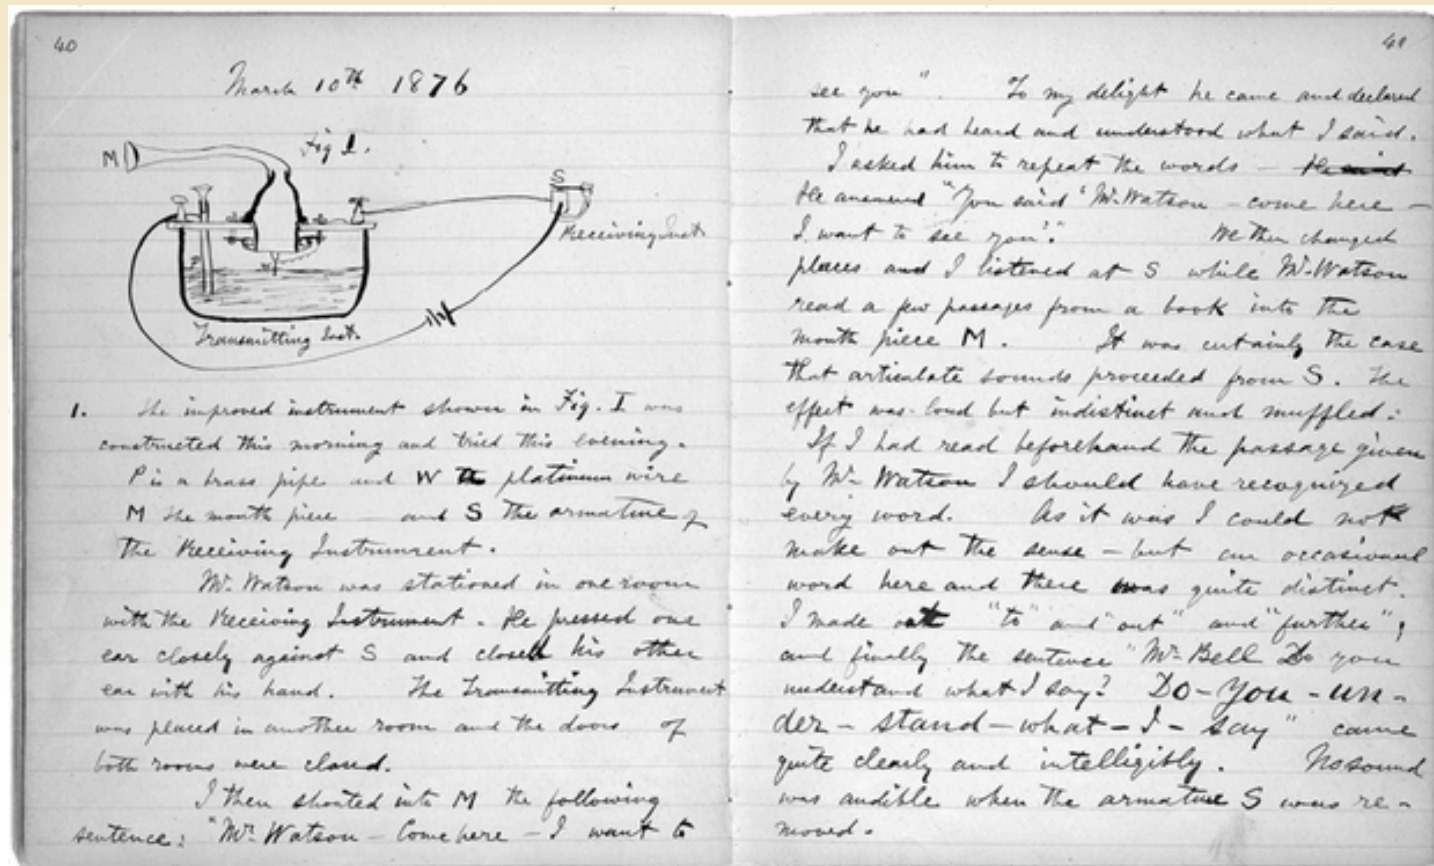 40
March 10th 1876
Fig 1.
M
S
Receiving Inst.
Transmitting Inst.
1. The improved instrument shown in Fig. I was
constructed this morning and tried this evening.
P is a brass pipe and W the platinum wire
M the mouth piece — and S the armature of
the Receiving Instrument.
Mr. Watson was stationed in one room
with the Receiving Instrument. He pressed one
ear closely against S and closed his other
ear with his hand. The Transmitting Instrument
was placed in another room and the doors of
both rooms were closed.
I then shouted into M the following
sentence: "Mr. Watson — Come here — I want to
41
see you". To my delight he came and declared
that he had heard and understood what I said.
I asked him to repeat the words — He said
He answered "You said 'Mr. Watson — come here —
I want to see you'." We then changed
places and I listened at S while Mr. Watson
read a few passages from a book into the
mouth piece M. It was certainly the case
that articulate sounds proceeded from S. The
effect was loud but indistinct and muffled.
If I had read beforehand the passage given
by Mr. Watson I should have recognized
every word. As it was I could not
make out the sense — but an occasional
word here and there was quite distinct.
I made out "to" and "out" and "further";
and finally the sentence "Mr. Bell Do you
understand what I say? Do — you — un —
der — stand — what — I — say" came
quite clearly and intelligibly. No sound
was audible when the armature S was re —
moved.